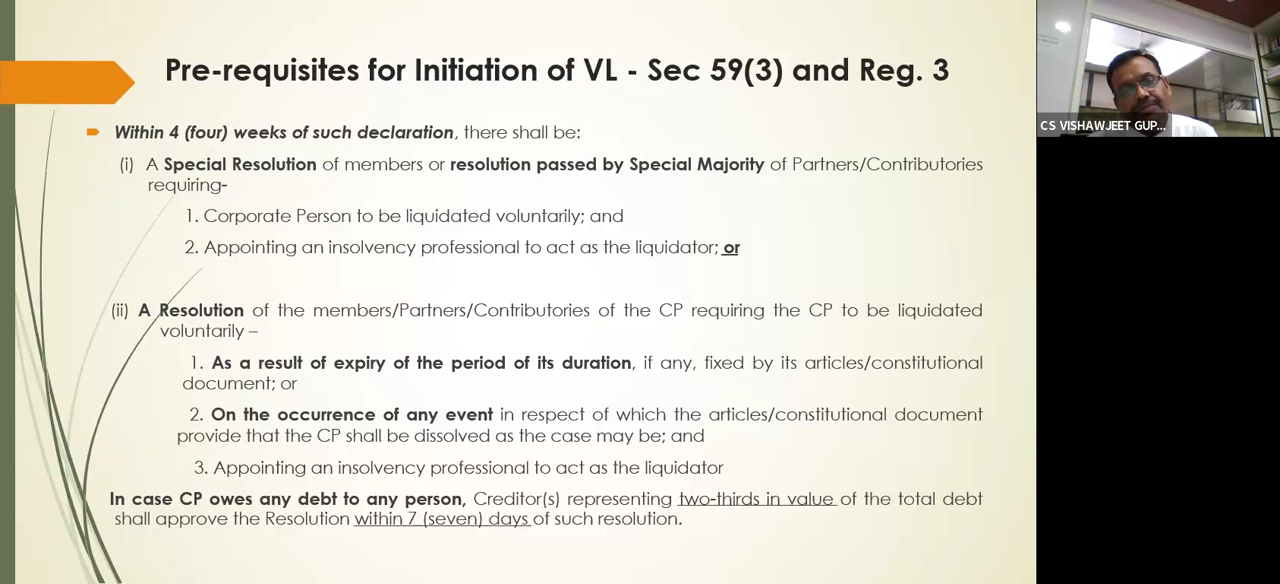 Pre-requisites for Initiation of VL - Sec 59(3) and Reg. 3
Within 4 (four) weeks of such declaration, there shall be:
(i) A Special Resolution of members or resolution passed by Special Majority of Partners/Contributories
requiring-
1. Corporate Person to be liquidated voluntarily; and
2. Appointing an insolvency professional to act as the liquidator; or
(ii) A Resolution of the members/Partners/Contributories of the CP requiring the CP to be liquidated
voluntarily –
1. As a result of expiry of the period of its duration, if any, fixed by its articles/constitutional
document; or
2. On the occurrence of any event in respect of which the articles/constitutional document
provide that the CP shall be dissolved as the case may be; and
3. Appointing an insolvency professional to act as the liquidator
In case CP owes any debt to any person, Creditor(s) representing two-thirds in value of the total debt
shall approve the Resolution within 7 (seven) days of such resolution.
CS VISHAWJEET GUP...